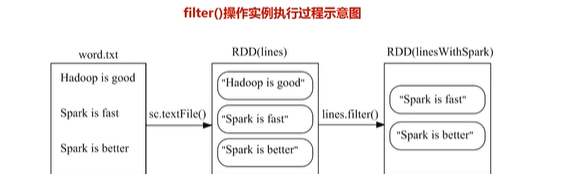 filter()操作实例执行过程示意图
word.txt
Hadoop is good
Spark is fast
Spark is better
sc.textFile()
RDD(lines)
"Hadoop is good"
"Spark is fast"
"Spark is better"
lines.filter()
RDD(linesWithSpark)
"Spark is fast"
"Spark is better"